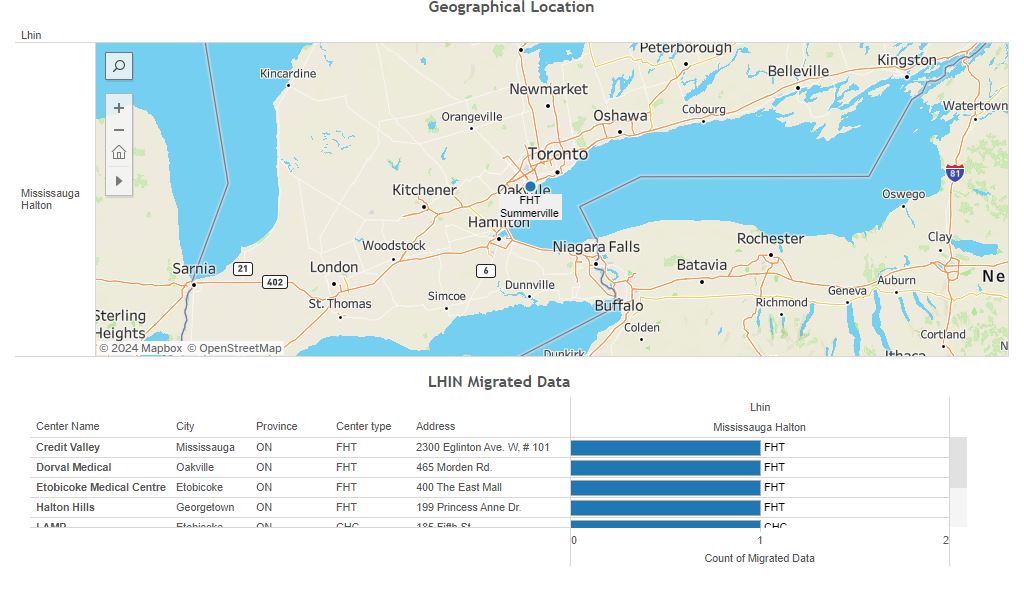 Geographical Location
Lhin
Mississauga
Halton
Peterborough
Kingston
Belleville
Kincardine
Newmarket
Watertown
Cobourg
Orangeville
Oshawa
Toronto
81
Kitchener
Oakville
Oswego
FHT
Summerville
Hamilton
Clay
Woodstock
Niagara Falls
Rochester
Sarnia
21
London
6
Batavia
402
Ne
Auburn
Dunnville
Geneva
Simcoe
St. Thomas
Richmond
Buffalo
Sterling
Heights
Colden
Cortland
N
© 2024 Mapbox © OpenStreetMap
Dunkirk
Ithaca
LHIN Migrated Data
Lhin
Center Name City Province Center type Address Mississauga Halton
Credit Valley Mississauga ON FHT 2300 Eglinton Ave. W, # 101 FHT
Dorval Medical Oakville ON FHT 465 Morden Rd. FHT
Etobicoke Medical Centre Etobicoke ON FHT 400 The East Mall FHT
Halton Hills Georgetown ON FHT 199 Princess Anne Dr. FHT
LAMP Etobicoke ON CHC 185 Fifth St. CHC
0 1 2
Count of Migrated Data